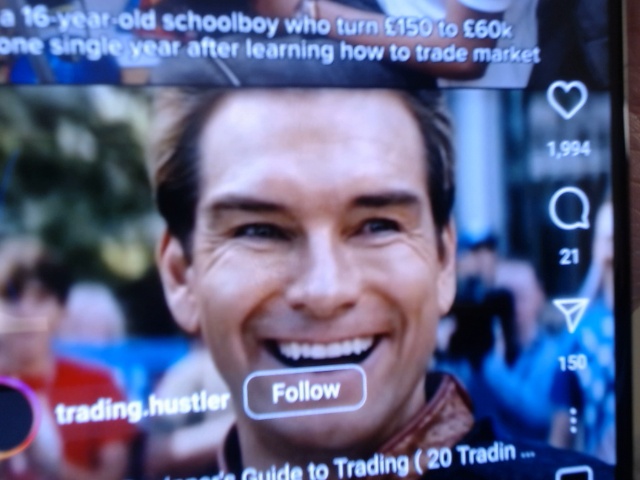 a 16-year-old schoolboy who turn £150 to £60k
one single year after learning how to trade market
1,994
21
150
trading.hustler
Follow
Guide to Trading ( 20 Tradin ...